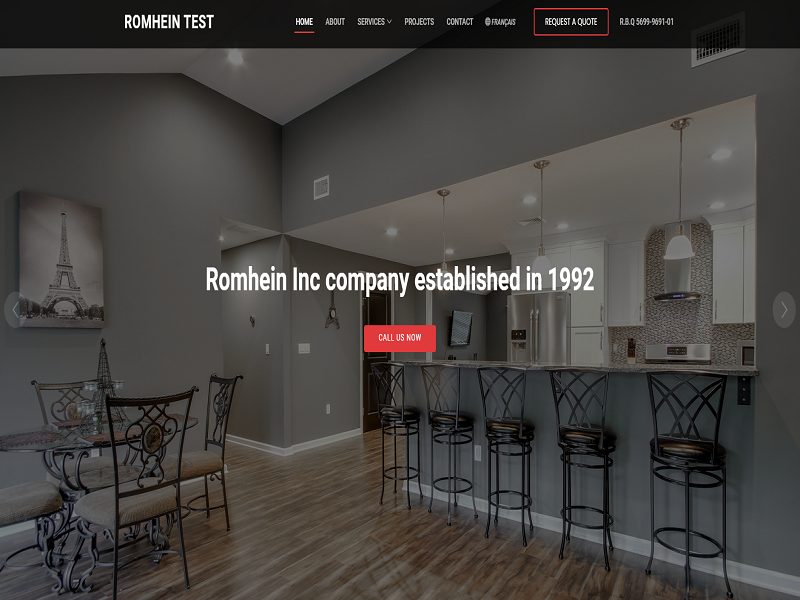 ROMHEIN TEST
HOME
ABOUT
SERVICES
PROJECTS
CONTACT
FRANÇAIS
REQUEST A QUOTE
R.B.Q 5699-9691-01
Romhein Inc company established in 1992
CALL US NOW